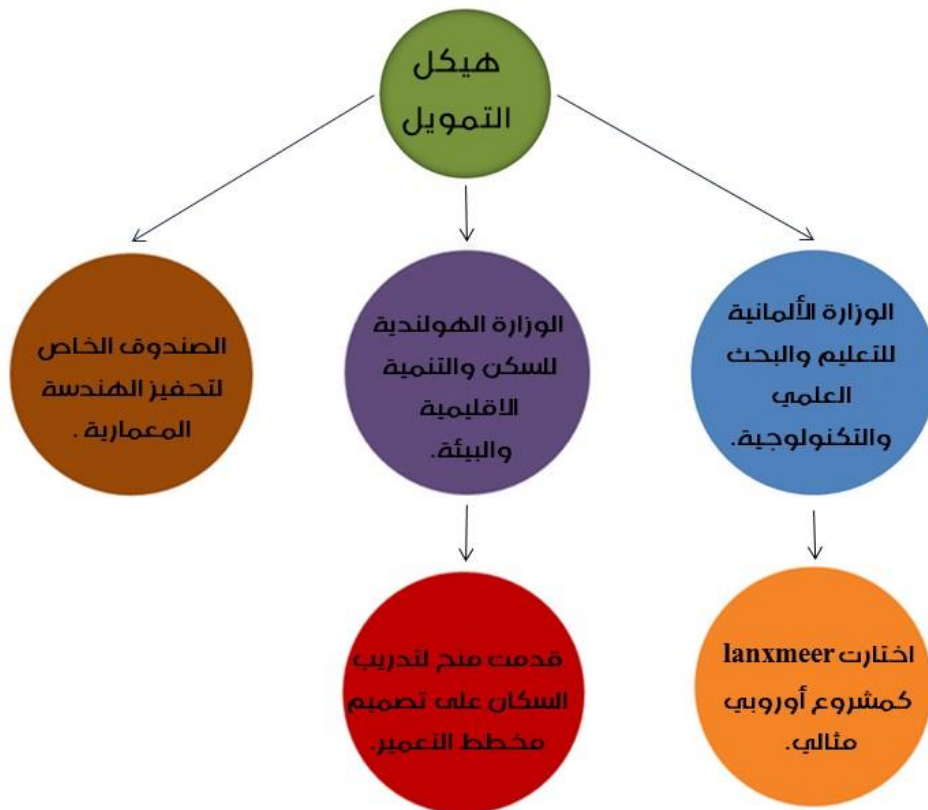 هيكل
التمويل
الوزارة الألمانية
للتعليم والبحث
العلمي
والتكنولوجية.
الوزارة الهولندية
للسكن والتنمية
الاقليمية
والبيئة.
الصندوق الخاص
لتحفيز الهندسة
المعمارية .
اختارت lanxmeer
كمشروع أوروبي
مثالي.
قدمت منح لتدريب
السكان على تصميم
مخطط التعمير.